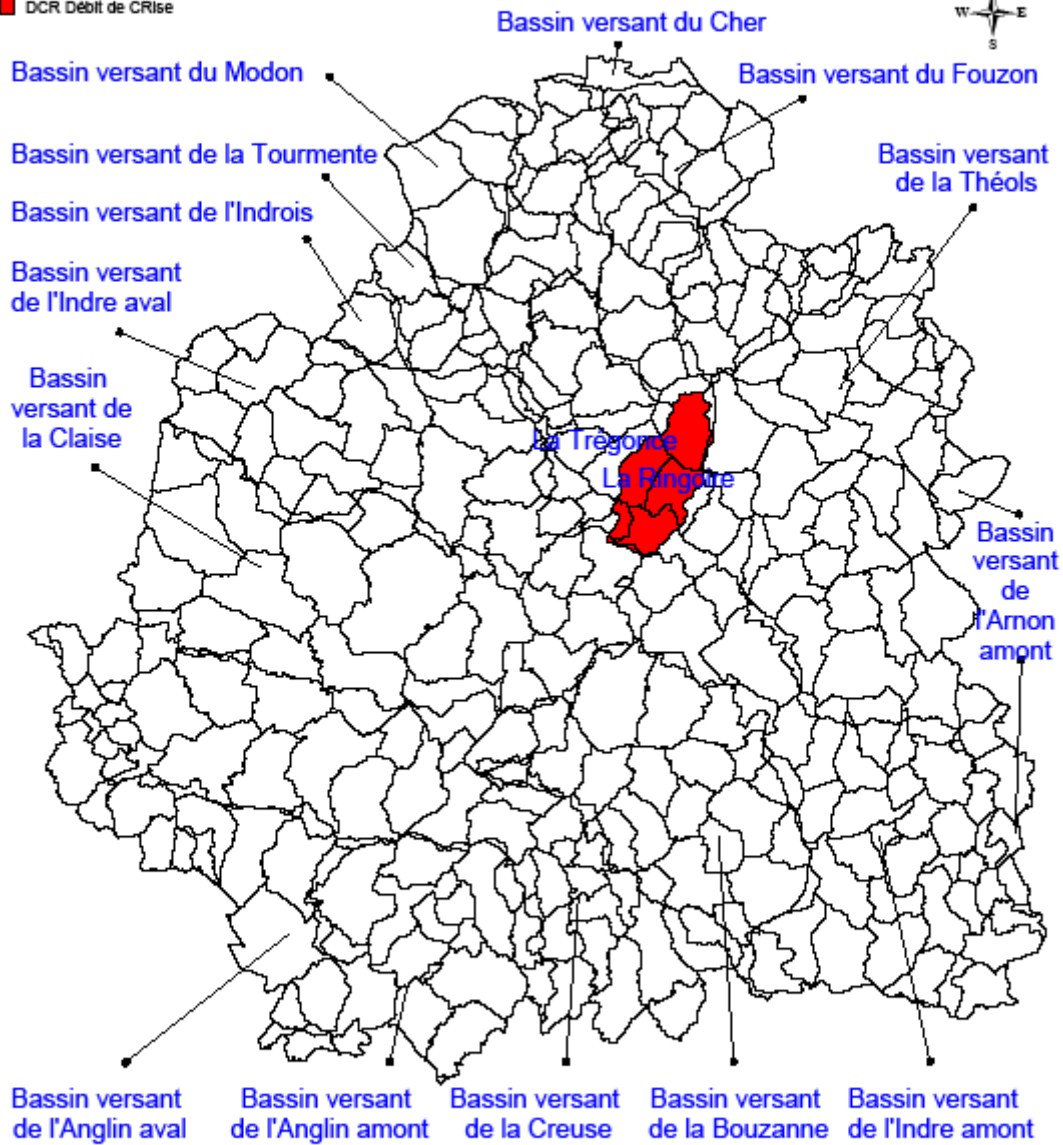 DCR Débit de CRise
W E
S
Bassin versant du Cher
Bassin versant du Modon
Bassin versant du Fouzon
Bassin versant de la Tourmente
Bassin versant
de la Théols
Bassin versant de l'Indrois
Bassin versant
de l'Indre aval
Bassin
versant de
la Claise
La Trégonce
La Ringoire
Bassin
versant
de
l'Arnon
amont
Bassin versant
de l'Anglin aval
Bassin versant
de l'Anglin amont
Bassin versant
de la Creuse
Bassin versant
de la Bouzanne
Bassin versant
de l'Indre amont